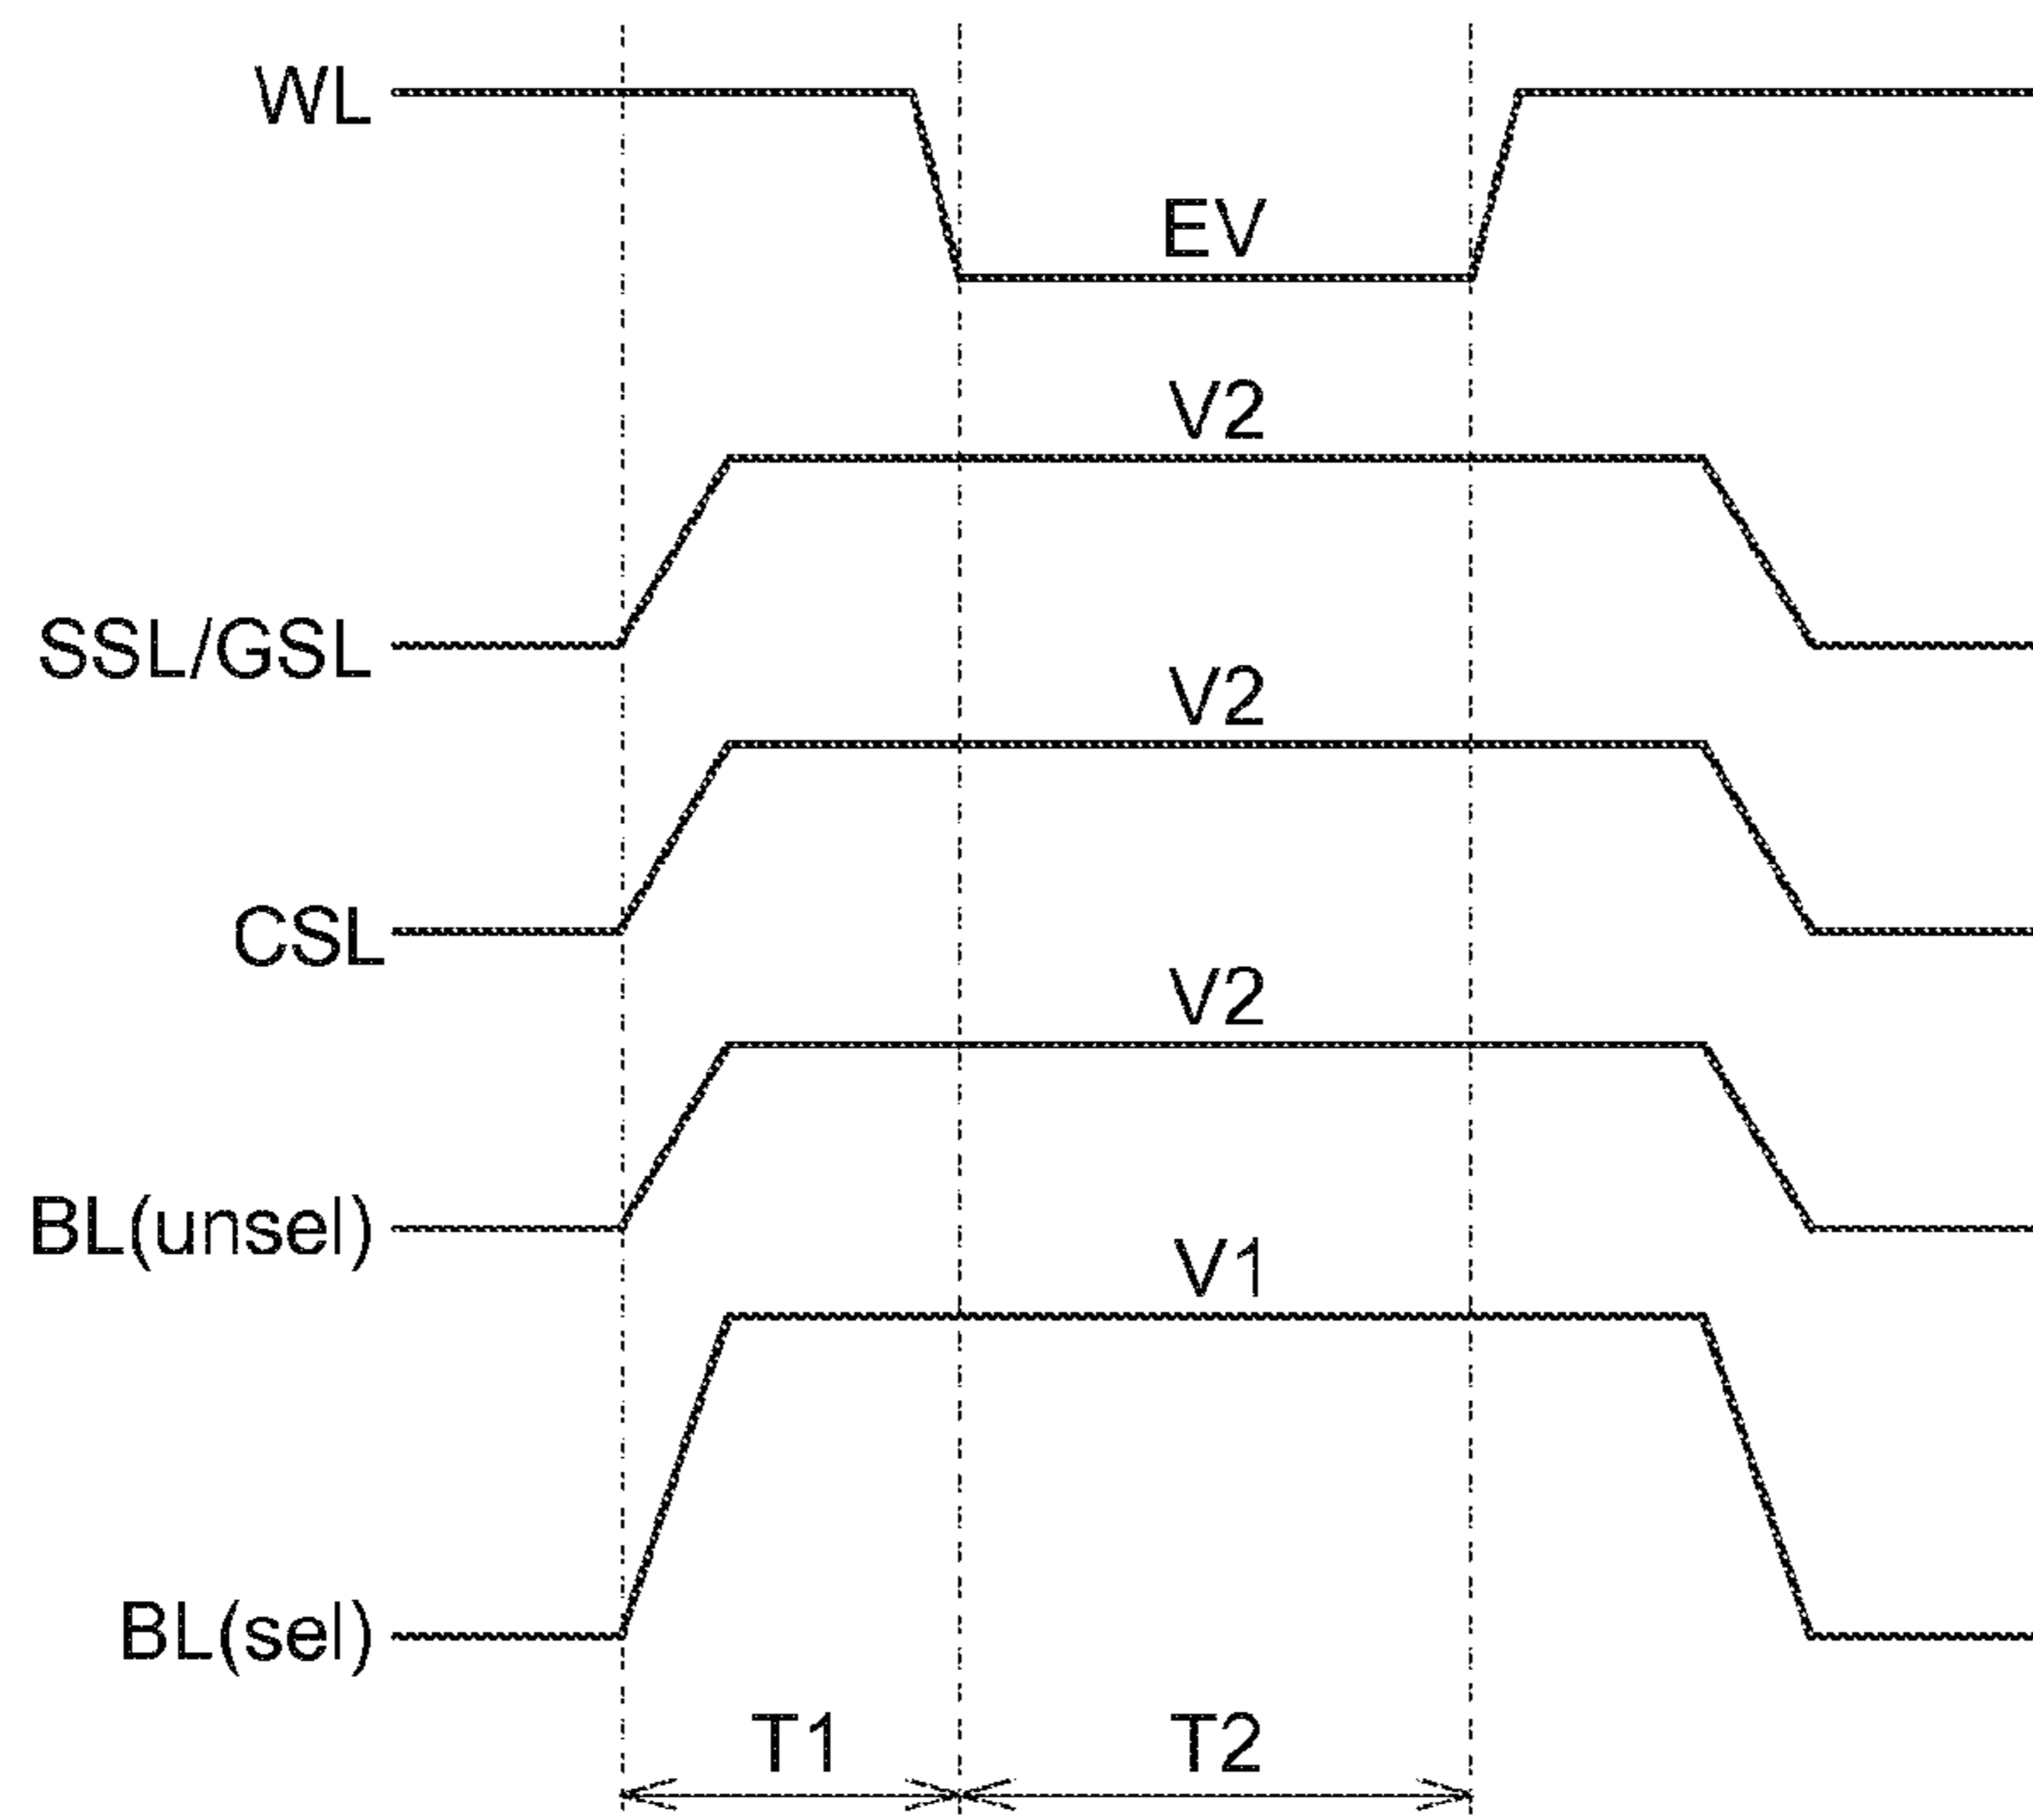 WL
EV
V2
SSL/GSL
V2
CSL
V2
BL(unsel)
V1
BL(sel)
T1 T2